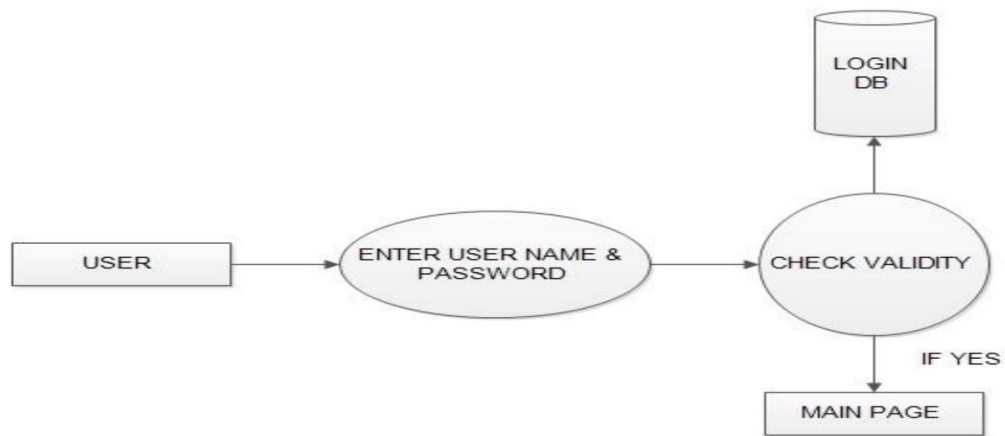 LOGIN
DB
USER
ENTER USER NAME &
PASSWORD
CHECK VALIDITY
IF YES
MAIN PAGE